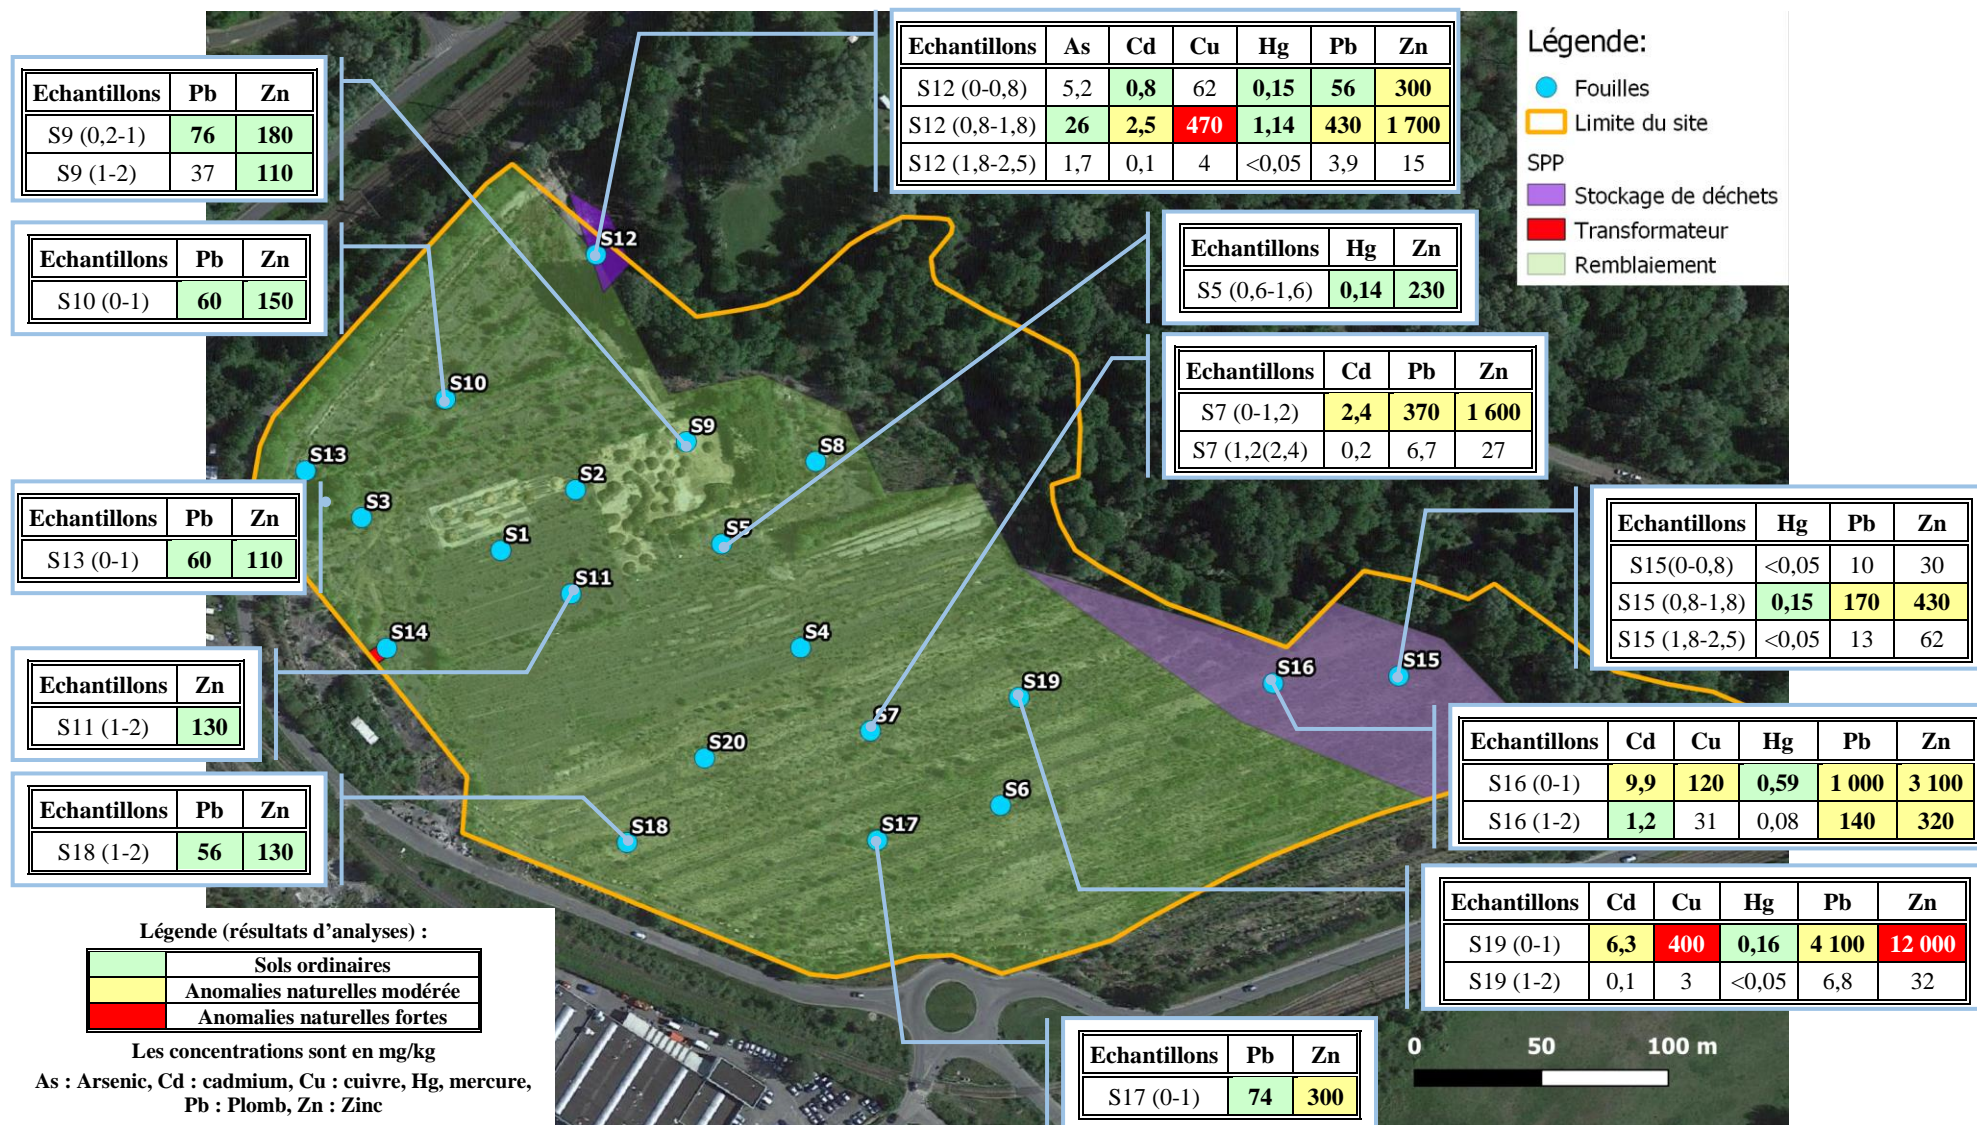 Echantillons Pb Zn
S9 (0,2-1) 76 180
S9 (1-2) 37 110
Echantillons Pb Zn
S10 (0-1) 60 150
Echantillons Pb Zn
S13 (0-1) 60 110
Echantillons Zn
S11 (1-2) 130
Echantillons Pb Zn
S18 (1-2) 56 130
Légende (résultats d'analyses) :
Sols ordinaires
Anomalies naturelles modérée
Anomalies naturelles fortes
Les concentrations sont en mg/kg
As : Arsenic, Cd : cadmium, Cu : cuivre, Hg, mercure,
Pb : Plomb, Zn : Zinc
Echantillons As Cd Cu Hg Pb Zn
S12 (0-0,8) 5,2 0,8 62 0,15 56 300
S12 (0,8-1,8) 26 2,5 470 1,14 430 1 700
S12 (1,8-2,5) 1,7 0,1 4 <0,05 3,9 15
Echantillons Hg Zn
S5 (0,6-1,6) 0,14 230
Echantillons Cd Pb Zn
S7 (0-1,2) 2,4 370 1 600
S7 (1,2(2,4) 0,2 6,7 27
Légende:
Fouilles
Limite du site
SPP
Stockage de déchets
Transformateur
Remblaiement
Echantillons Hg Pb Zn
S15(0-0,8) <0,05 10 30
S15 (0,8-1,8) 0,15 170 430
S15 (1,8-2,5) <0,05 13 62
Echantillons Cd Cu Hg Pb Zn
S16 (0-1) 9,9 120 0,59 1 000 3 100
S16 (1-2) 1,2 31 0,08 140 320
Echantillons Cd Cu Hg Pb Zn
S19 (0-1) 6,3 400 0,16 4 100 12 000
S19 (1-2) 0,1 3 <0,05 6,8 32
Echantillons Pb Zn
S17 (0-1) 74 300
0 50 100 m
S12
S10
S9
S8
S13
S2
S3
S5
S1
S11
S14
S4
S16
S15
S19
S7
S20
S6
S18
S17